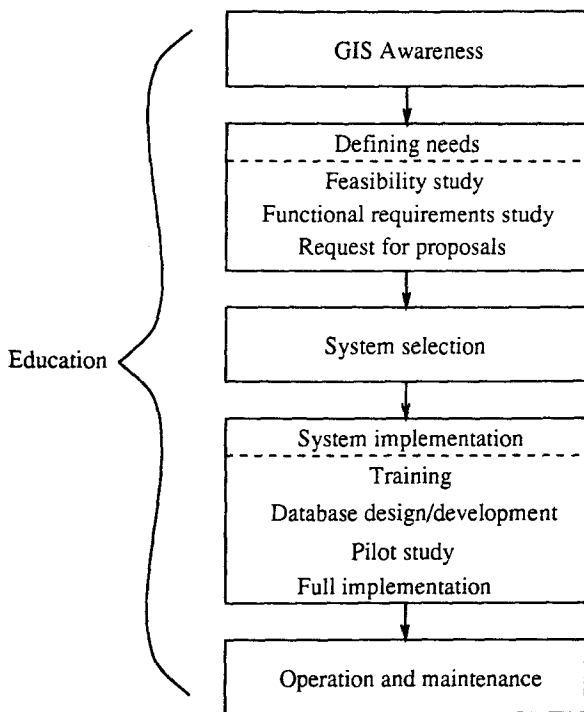 GIS Awareness
Defining needs
Feasibility study
Functional requirements study
Request for proposals
Education
System selection
System implementation
Training
Database design/development
Pilot study
Full implementation
Operation and maintenance